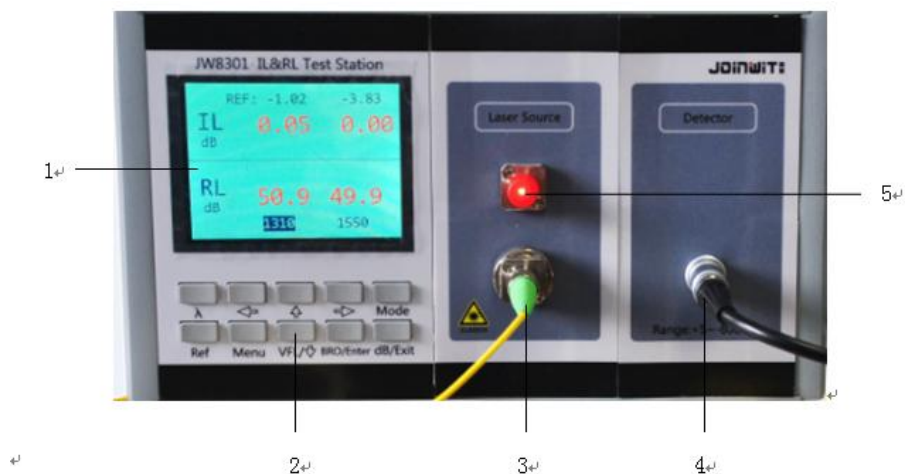 JW8301 IL&RL Test Station
JOINWIT
REF: -1.02 -3.83
IL 0.05 0.00
dB
RL 50.9 49.9
dB
1310 1550
Laser Source
Detector
λ Mode
Ref Menu VFL/ BRO/Enter dB/Exit
1
2
3
4
5